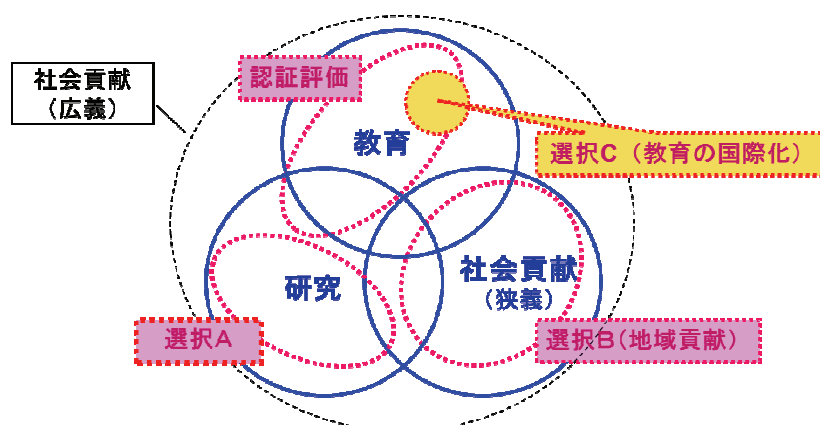 認証評価
社会貢献
（広義）
教育
選択C（教育の国際化）
研究
社会貢献
（狭義）
選択A
選択B（地域貢献）